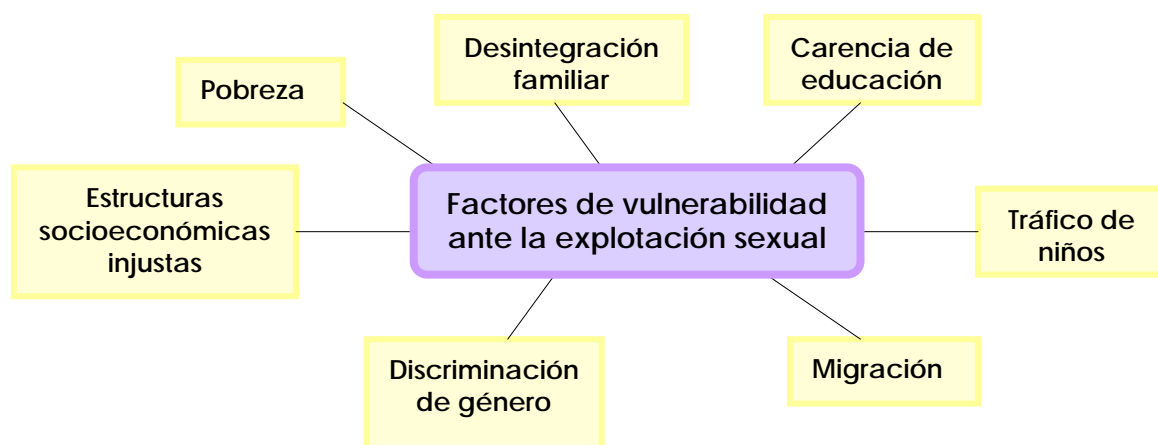 Desintegración
familiar
Carencia de
educación
Pobreza
Estructuras
socioeconómicas
injustas
Factores de vulnerabilidad
ante la explotación sexual
Tráfico de
niños
Discriminación
de género
Migración